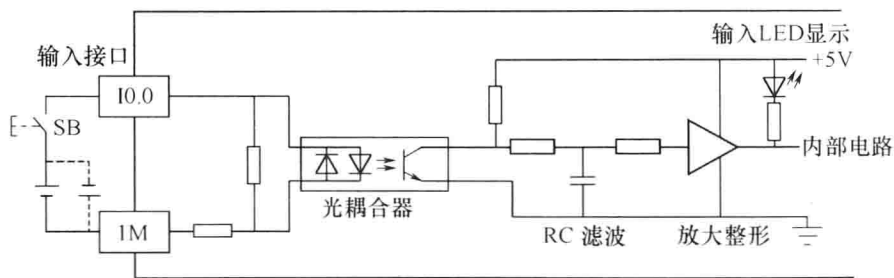 输入接口
I0.0
SB
1M
光耦合器
RC 滤波
放大整形
输入LED显示
+5V
内部电路